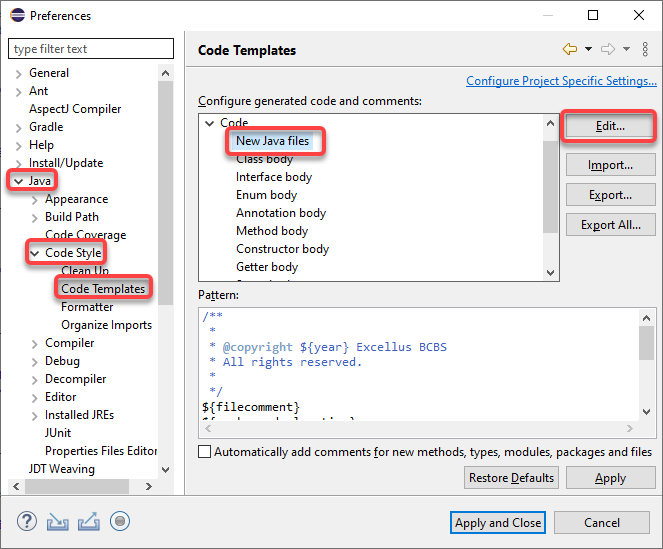 Preferences
type filter text
General
Ant
AspectJ Compiler
Gradle
Help
Install/Update
Java
Appearance
Build Path
Code Coverage
Code Style
Clean Up
Code Templates
Formatter
Organize Imports
Compiler
Debug
Decompiler
Editor
Installed JREs
JUnit
Properties Files Editor
JDT Weaving
Code Templates
Configure Project Specific Settings...
Configure generated code and comments:
Code
New Java files
Class body
Interface body
Enum body
Annotation body
Method body
Constructor body
Getter body
Edit...
Import...
Export...
Export All...
Pattern:
/**
*
* @copyright ${year} Excellus BCBS
* All rights reserved.
*
*/
${filecomment}
Automatically add comments for new methods, types, modules, packages and files
Restore Defaults
Apply
Apply and Close
Cancel